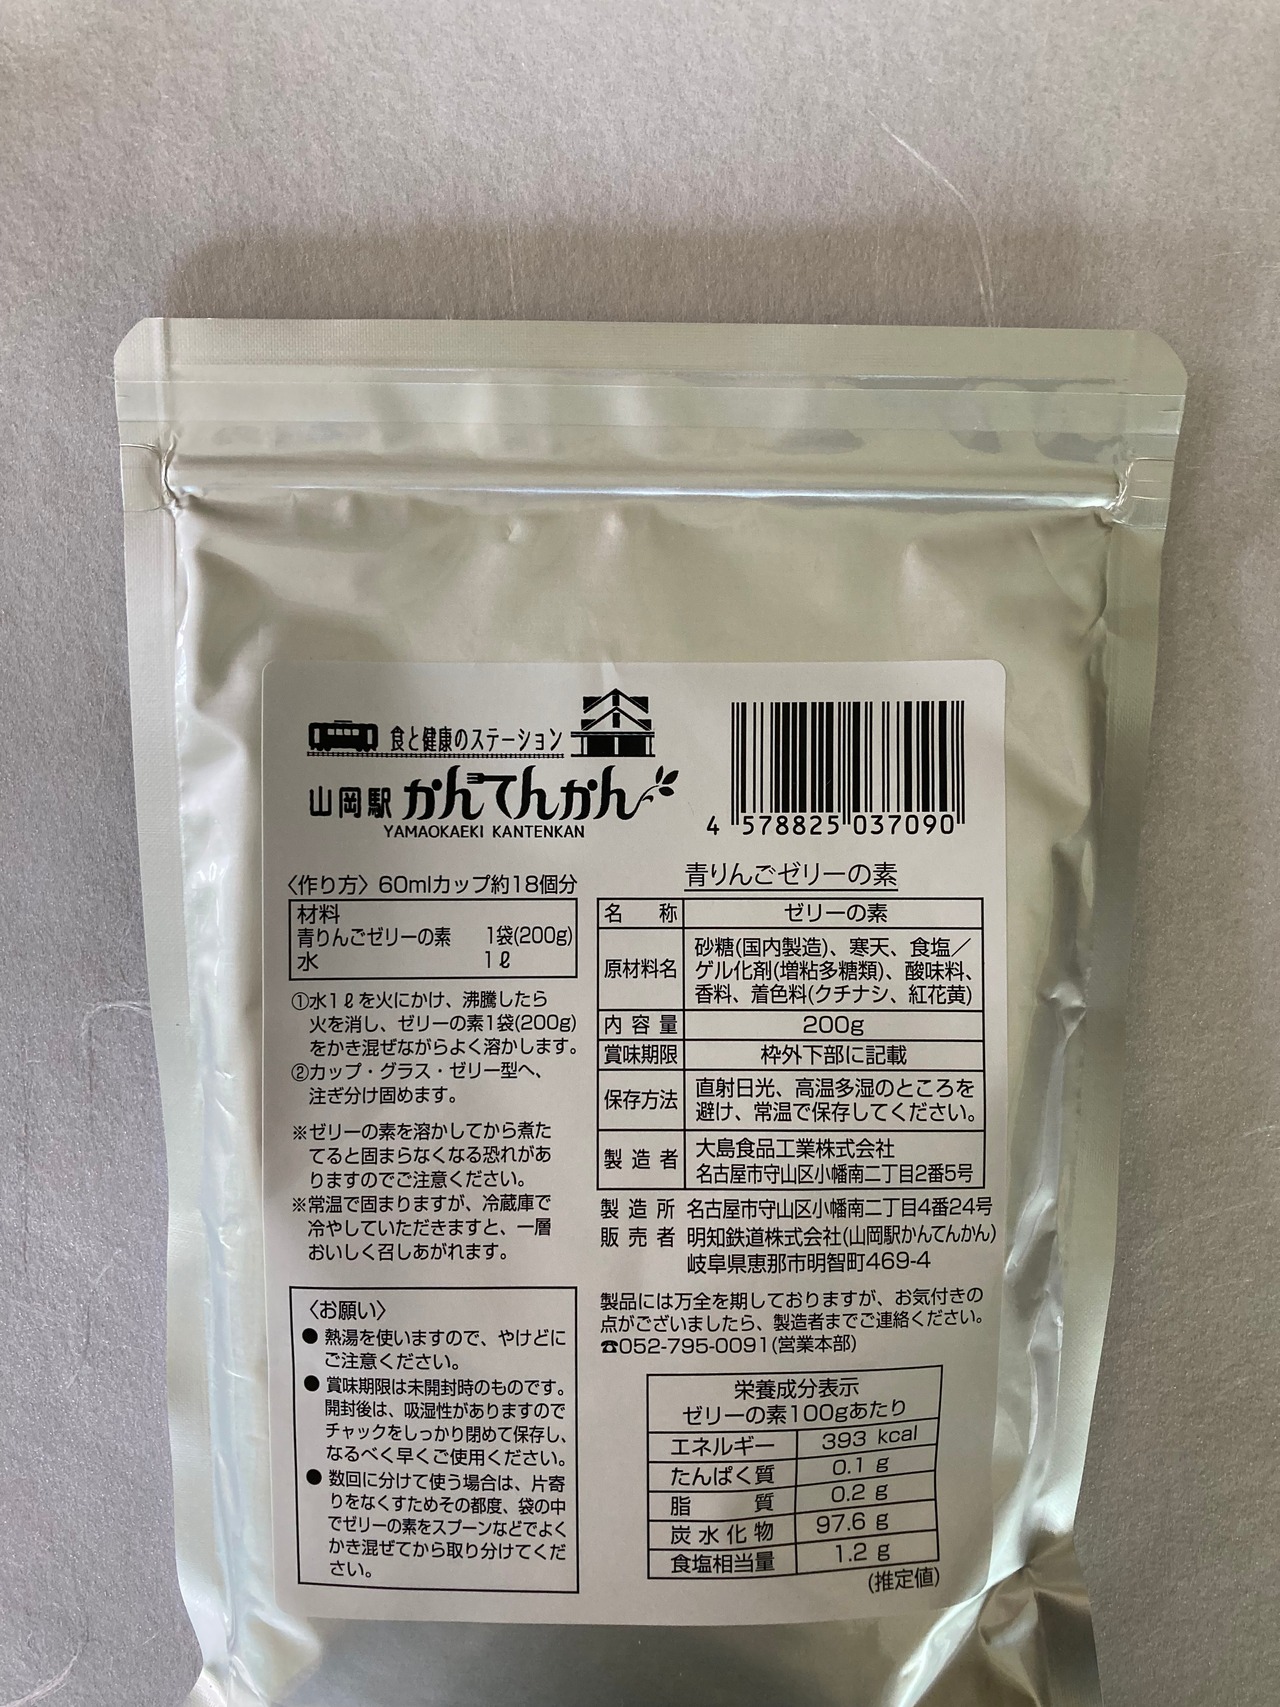 食と健康のステーション
山岡駅 かんてんかん
YAMAOKAEKI KANTENKAN
4 578825 037090
〈作り方〉60mlカップ約18個分
材料
青りんごゼリーの素 1袋(200g)
水 1ℓ
①水1ℓを火にかけ、沸騰したら
火を消し、ゼリーの素1袋(200g)
をかき混ぜながらよく溶かします。
②カップ・グラス・ゼリー型へ、
注ぎ分け固めます。
※ゼリーの素を溶かしてから煮た
てると固まらなくなる恐れがあ
りますのでご注意ください。
※常温で固まりますが、冷蔵庫で
冷やしていただきますと、一層
おいしく召しあがれます。
〈お願い〉
●熱湯を使いますので、やけどに
ご注意ください。
●賞味期限は未開封時のものです。
開封後は、吸湿性がありますので
チャックをしっかり閉めて保存し、
なるべく早くご使用ください。
●数回に分けて使う場合は、片寄
りをなくすためその都度、袋の中
でゼリーの素をスプーンなどでよく
かき混ぜてから取り分けてくだ
さい。
青りんごゼリーの素
名称 ゼリーの素
原材料名 砂糖(国内製造)、寒天、食塩／
ゲル化剤(増粘多糖類)、酸味料、
香料、着色料(クチナシ、紅花黄)
内容量 200g
賞味期限 枠外下部に記載
保存方法 直射日光、高温多湿のところを
避け、常温で保存してください。
製造者 大島食品工業株式会社
名古屋市守山区小幡南二丁目2番5号
製造所 名古屋市守山区小幡南二丁目4番24号
販売者 明知鉄道株式会社(山岡駅かんてんかん)
岐阜県恵那市明智町469-4
製品には万全を期しておりますが、お気付きの
点がございましたら、製造者までご連絡ください。
☎052-795-0091(営業本部)
栄養成分表示
ゼリーの素100gあたり
エネルギー 393 kcal
たんぱく質 0.1 g
脂質 0.2 g
炭水化物 97.6 g
食塩相当量 1.2 g
(推定値)